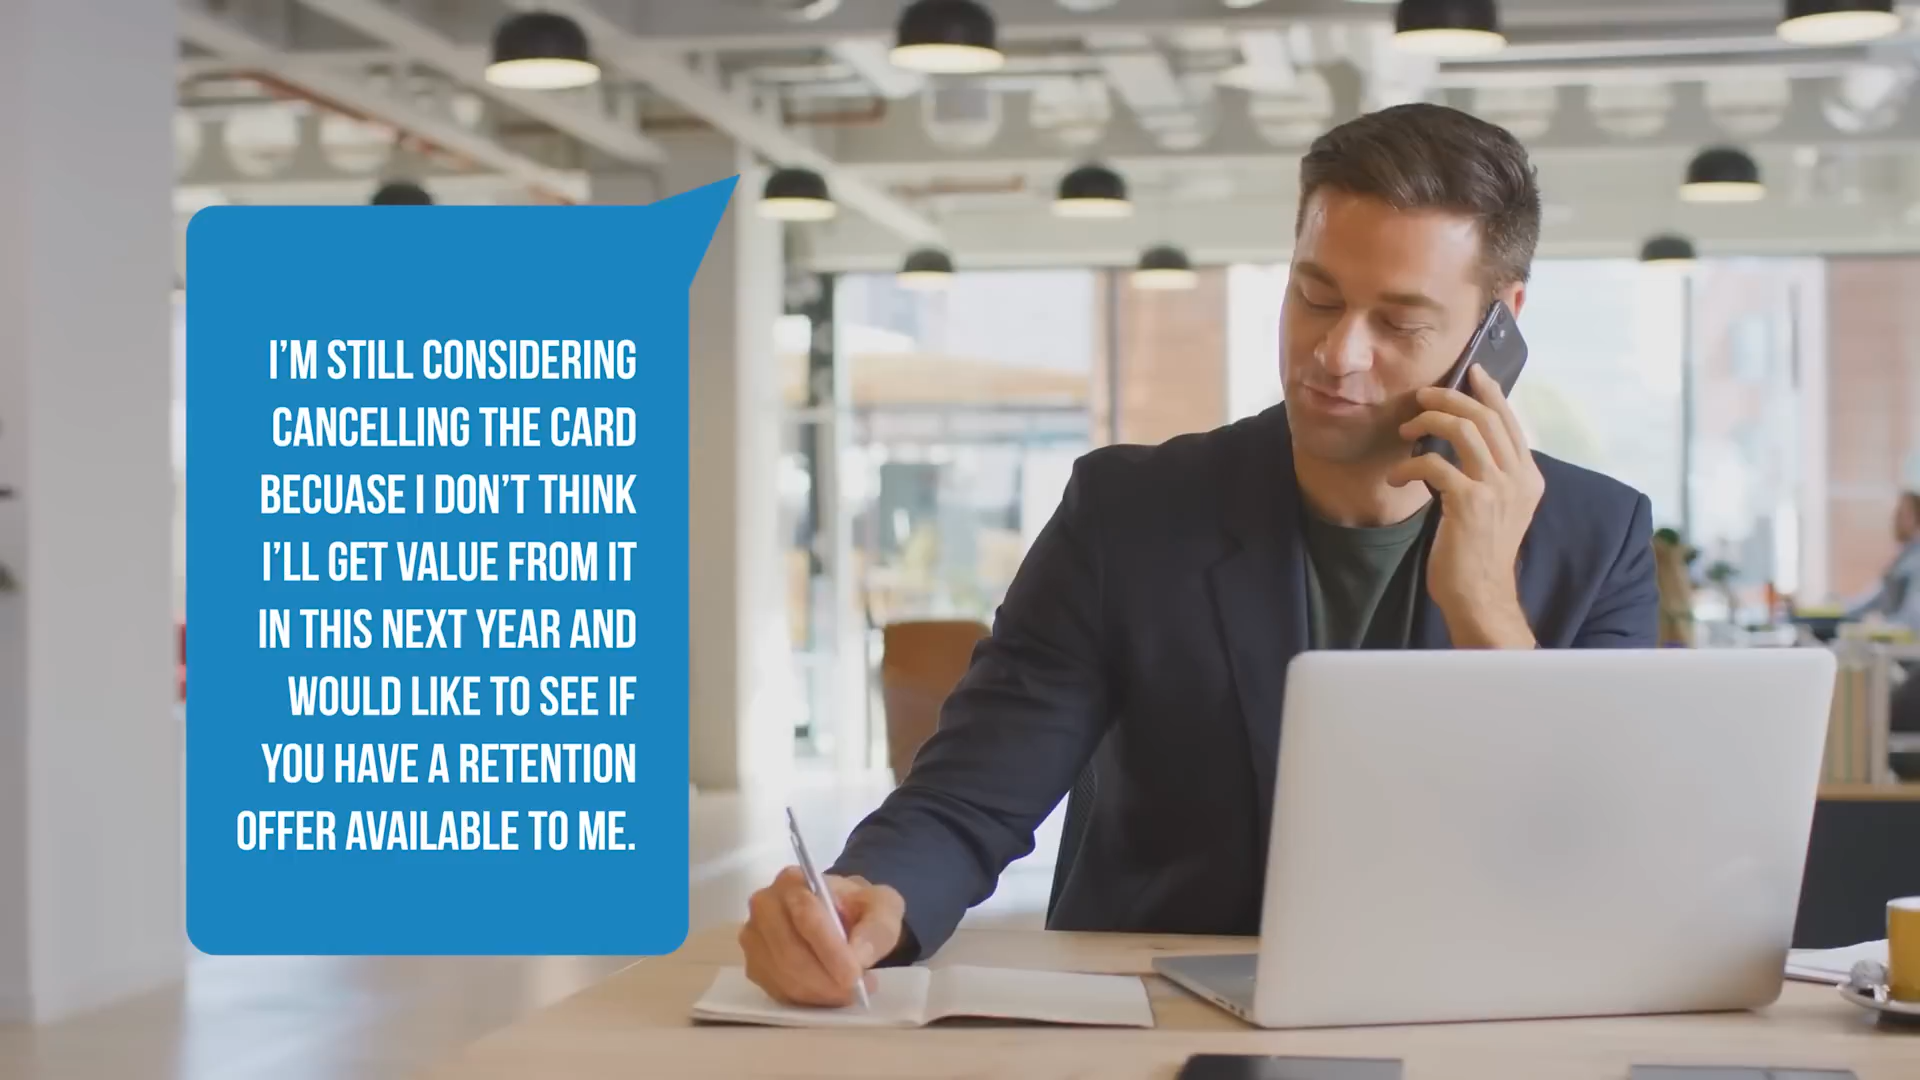 I'M STILL CONSIDERING
CANCELLING THE CARD
BECUASE I DON'T THINK
I'LL GET VALUE FROM IT
IN THIS NEXT YEAR AND
WOULD LIKE TO SEE IF
YOU HAVE A RETENTION
OFFER AVAILABLE TO ME.